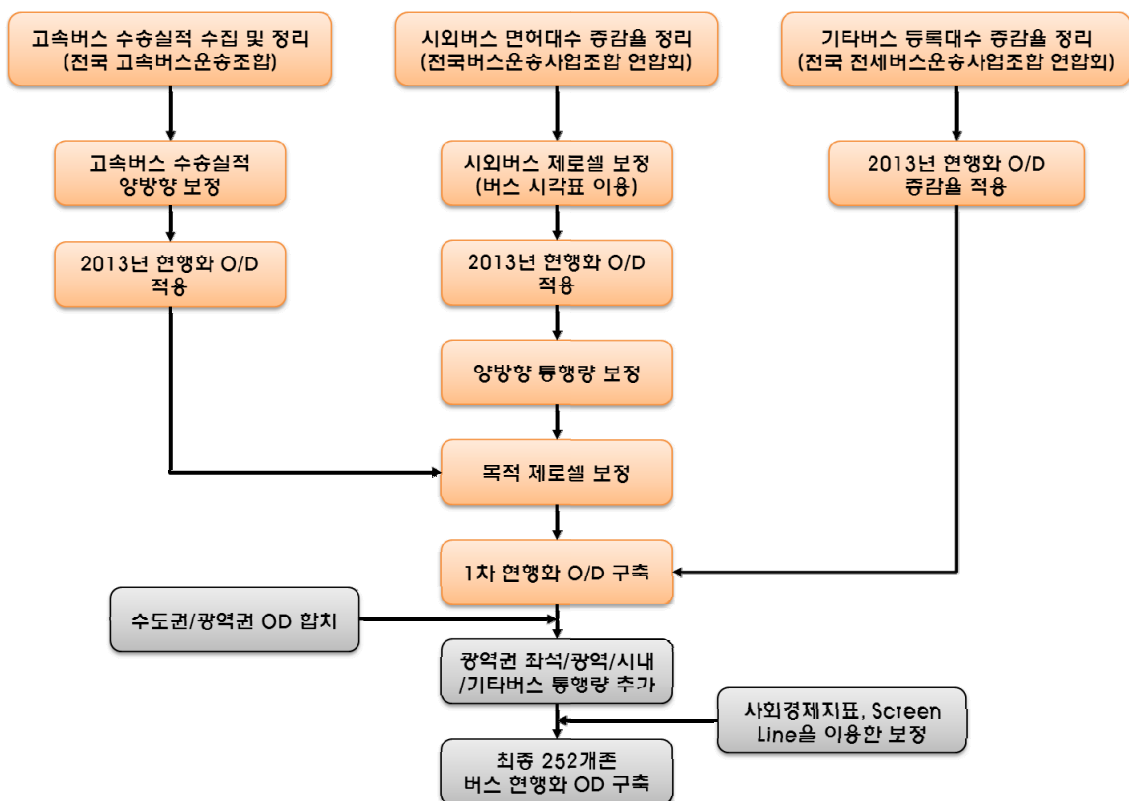 고속버스 수송실적 수집 및 정리
(전국 고속버스운송조합)
시외버스 면허대수 증감율 정리
(전국버스운송사업조합 연합회)
기타버스 등록대수 증감율 정리
(전국 전세버스운송사업조합 연합회)
고속버스 수송실적
양방향 보정
시외버스 제로셀 보정
(버스 시각표 이용)
2013년 현행화 O/D
증감율 적용
2013년 현행화 O/D
적용
2013년 현행화 O/D
적용
양방향 통행량 보정
목적 제로셀 보정
1차 현행화 O/D 구축
수도권/광역권 OD 합치
광역권 좌석/광역/시내
/기타버스 통행량 추가
사회경제지표, Screen
Line을 이용한 보정
최종 252개존
버스 현행화 OD 구축